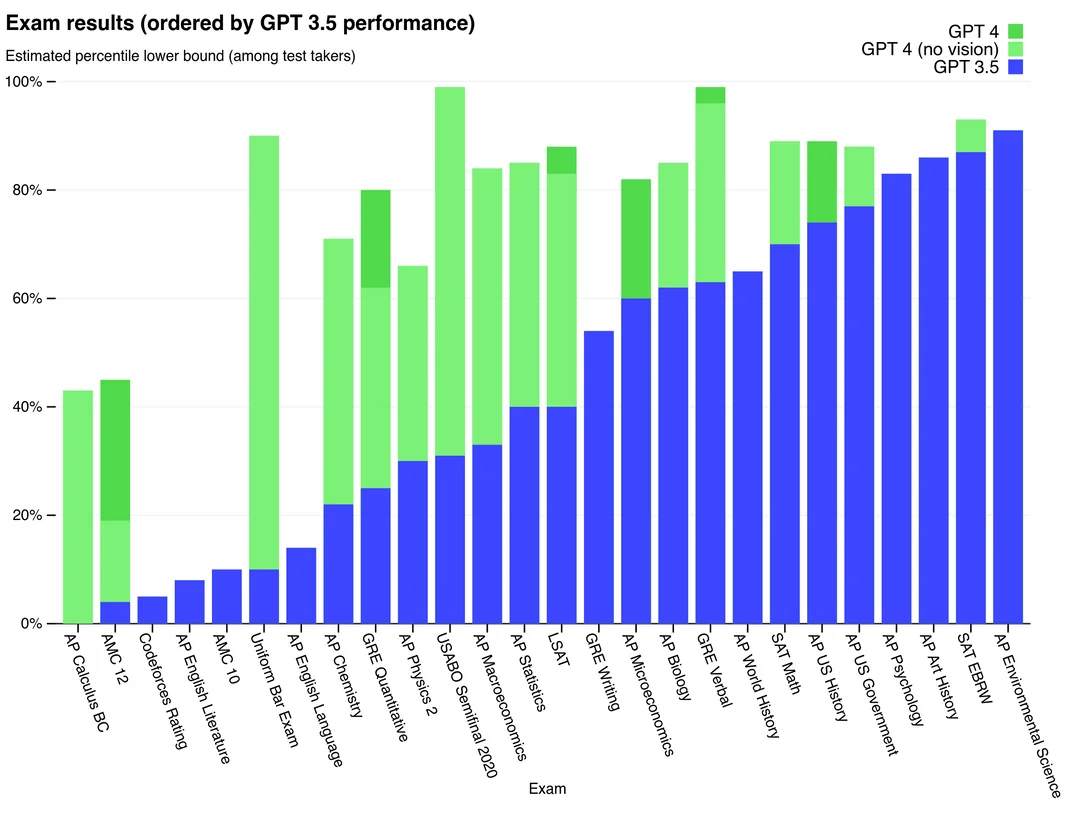 Exam results (ordered by GPT 3.5 performance)
Estimated percentile lower bound (among test takers)
GPT 4
GPT 4 (no vision)
GPT 3.5
100%
80%
60%
40%
20%
0%
AP Calculus BC
AMC 12
Codeforces Rating
AP English Literature
AMC 10
Uniform Bar Exam
AP English Language
AP Chemistry
GRE Quantitative
AP Physics 2
USABO Semifinal 2020
AP Macroeconomics
AP Statistics
LSAT
GRE Writing
AP Microeconomics
AP Biology
GRE Verbal
AP World History
SAT Math
AP US History
AP US Government
AP Psychology
AP Art History
SAT EBRW
AP Environmental Science
Exam